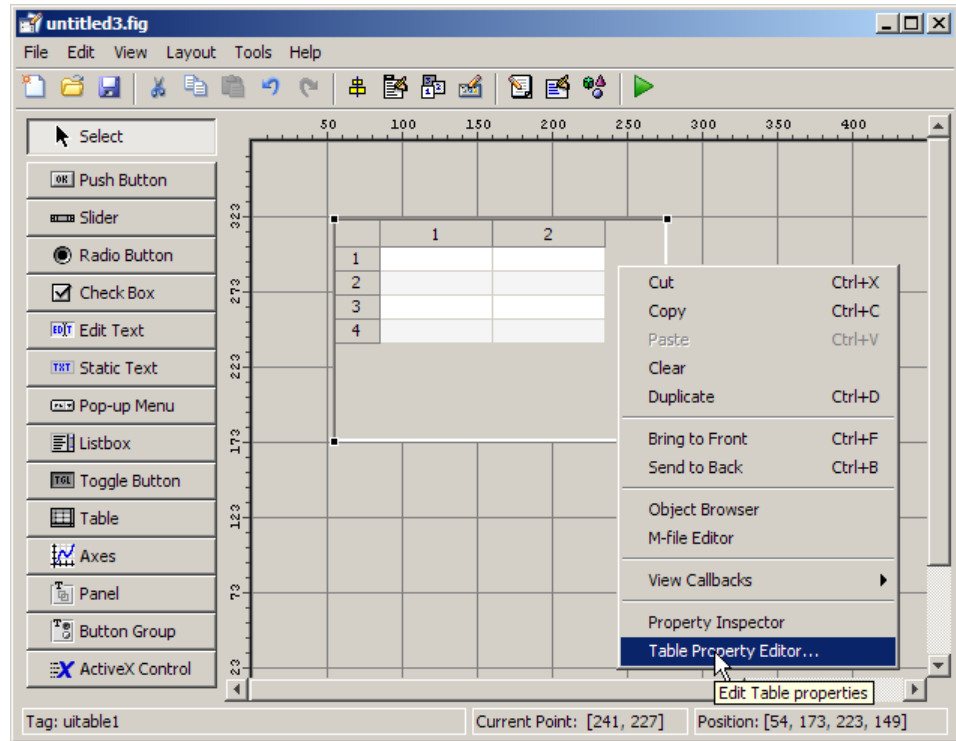 untitled3.fig
File Edit View Layout Tools Help
50 100 150 200 250 300 350 400
Select
OK Push Button
Slider
Radio Button
Check Box
EDIT Edit Text
TXT Static Text
Pop-up Menu
Listbox
TGL Toggle Button
Table
Axes
Panel
Button Group
ActiveX Control
323
273
223
173
123
73
23
1 2
1
2
3
4
Cut Ctrl+X
Copy Ctrl+C
Paste Ctrl+V
Clear
Duplicate Ctrl+D
Bring to Front Ctrl+F
Send to Back Ctrl+B
Object Browser
M-file Editor
View Callbacks
Property Inspector
Table Property Editor...
Edit Table properties
Tag: uitable1
Current Point: [241, 227]
Position: [54, 173, 223, 149]